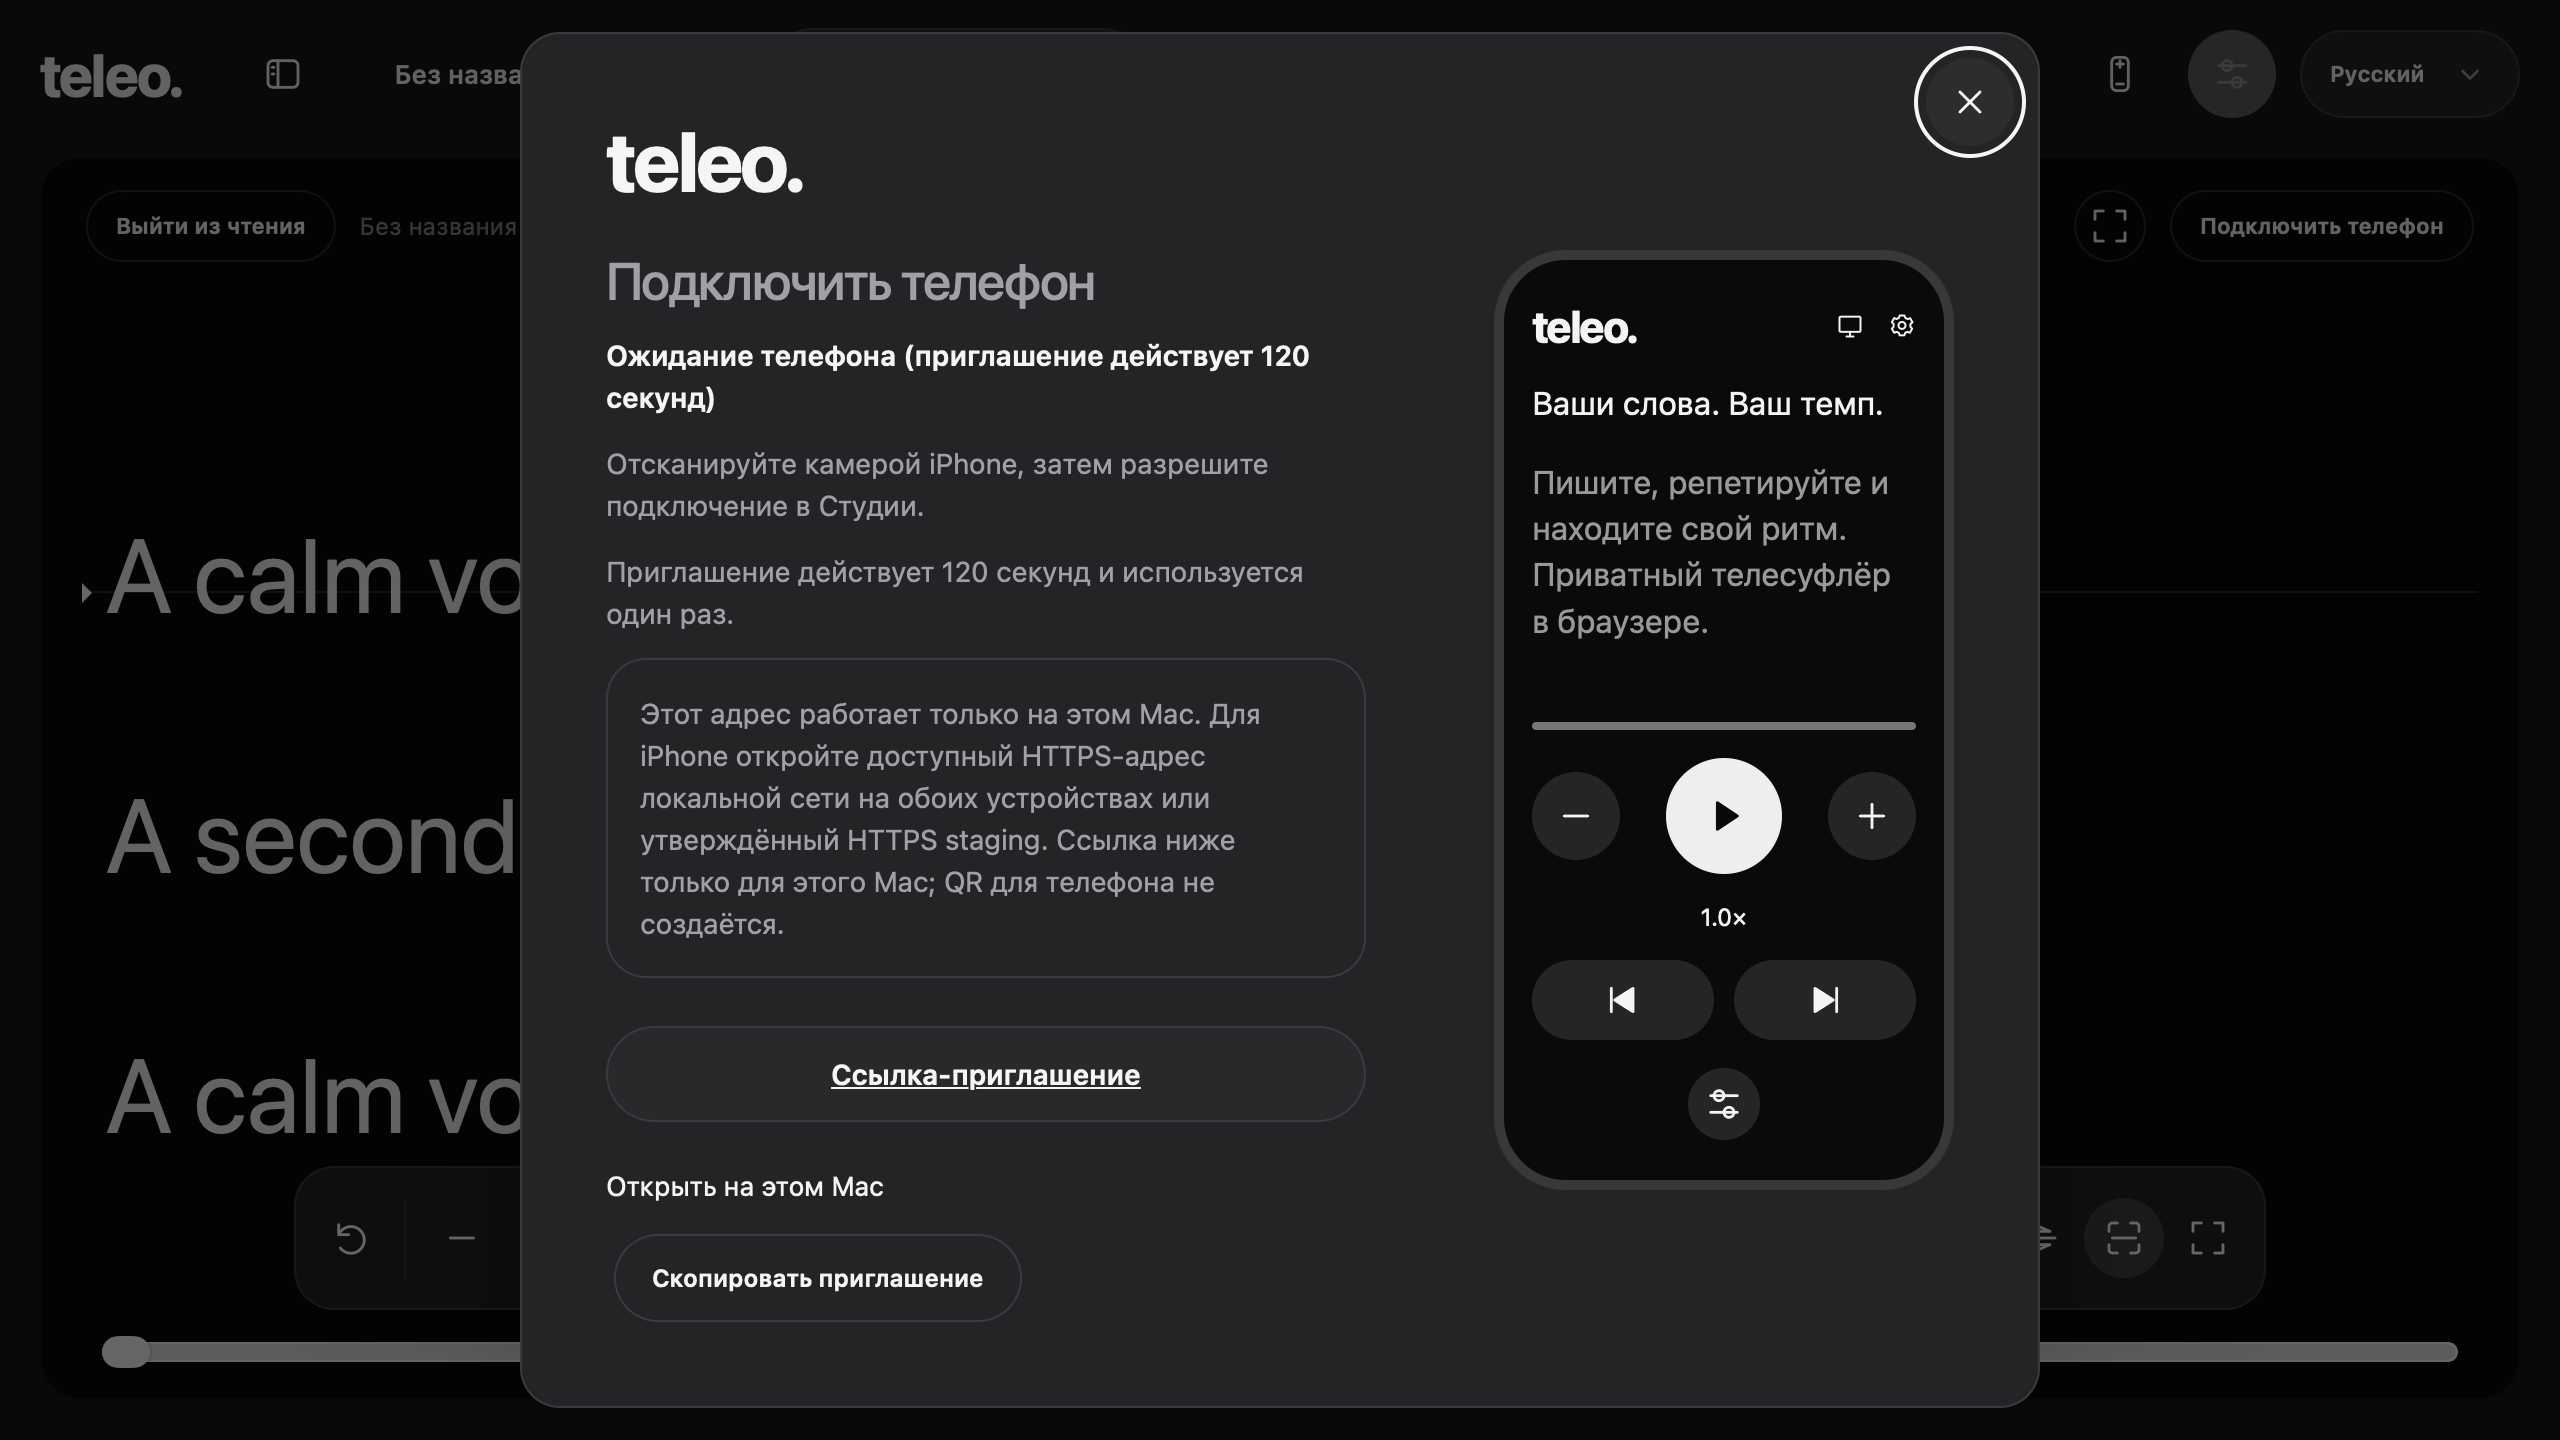 teleo.
Без назва
Русский
Выйти из чтения
Без названия
Подключить телефон
A calm vo
A second
A calm vo
teleo.
Подключить телефон
Ожидание телефона (приглашение действует 120
секунд)
Отсканируйте камерой iPhone, затем разрешите
подключение в Студии.
Приглашение действует 120 секунд и используется
один раз.
Этот адрес работает только на этом Mac. Для
iPhone откройте доступный HTTPS-адрес
локальной сети на обоих устройствах или
утверждённый HTTPS staging. Ссылка ниже
только для этого Mac; QR для телефона не
создаётся.
Ссылка-приглашение
Открыть на этом Mac
Скопировать приглашение
teleo.
Ваши слова. Ваш темп.
Пишите, репетируйте и
находите свой ритм.
Приватный телесуфлёр
в браузере.
1.0×